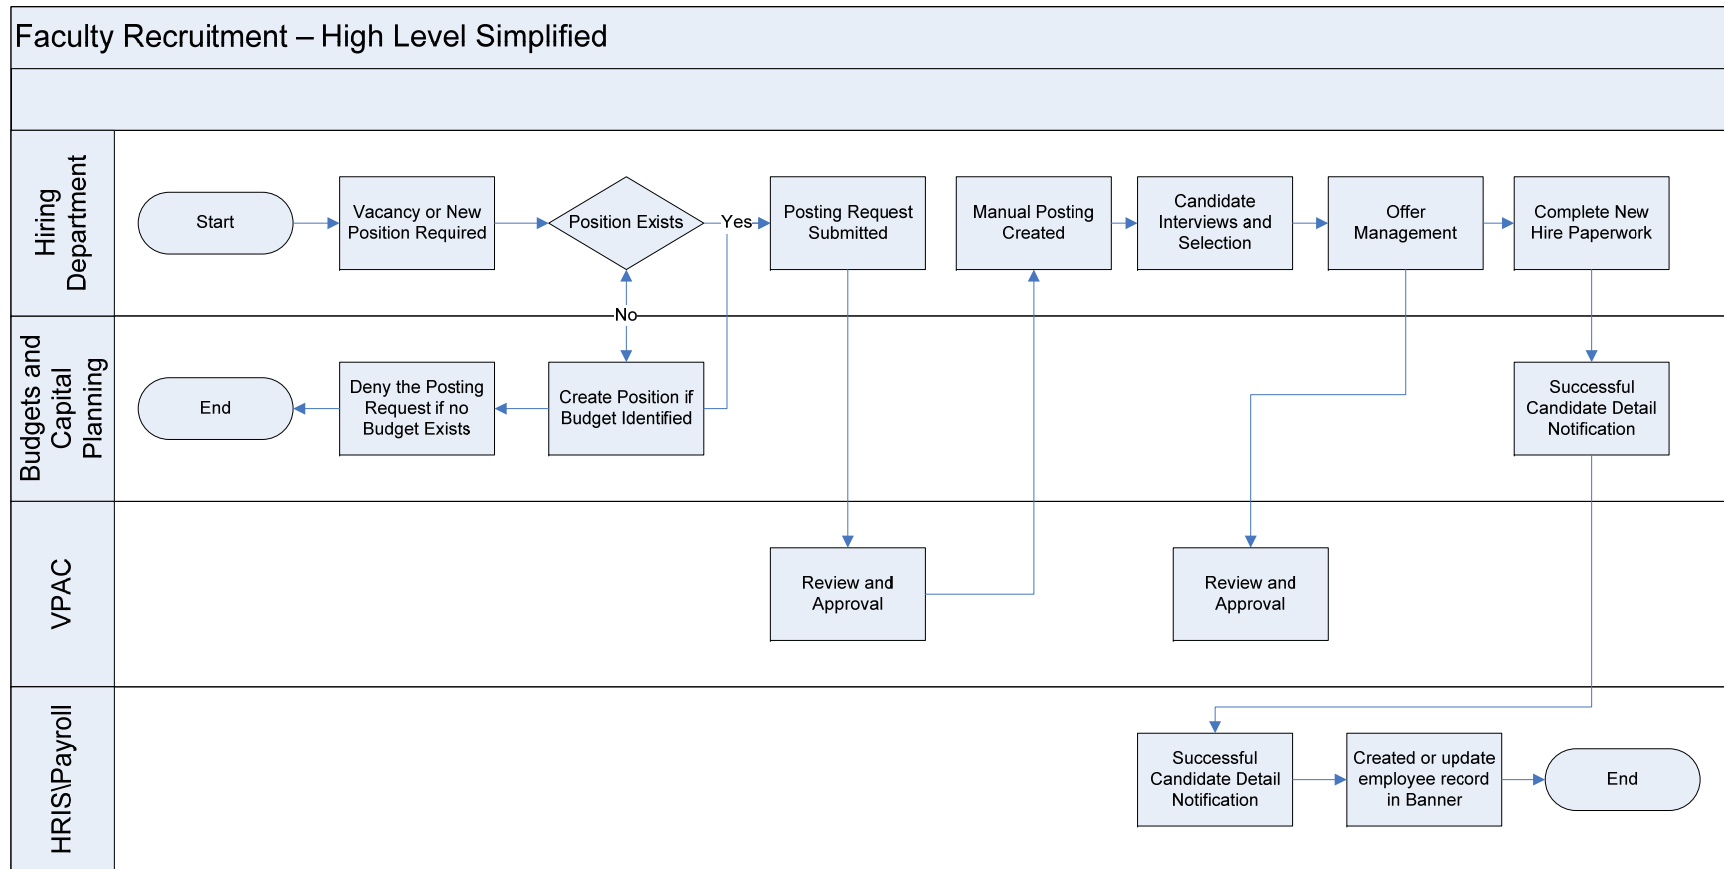 Faculty Recruitment – High Level Simplified
Hiring
Department
Start
Vacancy or New
Position Required
Position Exists
Yes
Posting Request
Submitted
Manual Posting
Created
Candidate
Interviews and
Selection
Offer
Management
Complete New
Hire Paperwork
No
Budgets and
Capital
Planning
End
Deny the Posting
Request if no
Budget Exists
Create Position if
Budget Identified
Successful
Candidate Detail
Notification
VPAC
Review and
Approval
Review and
Approval
HRIS\Payroll
Successful
Candidate Detail
Notification
Created or update
employee record
in Banner
End